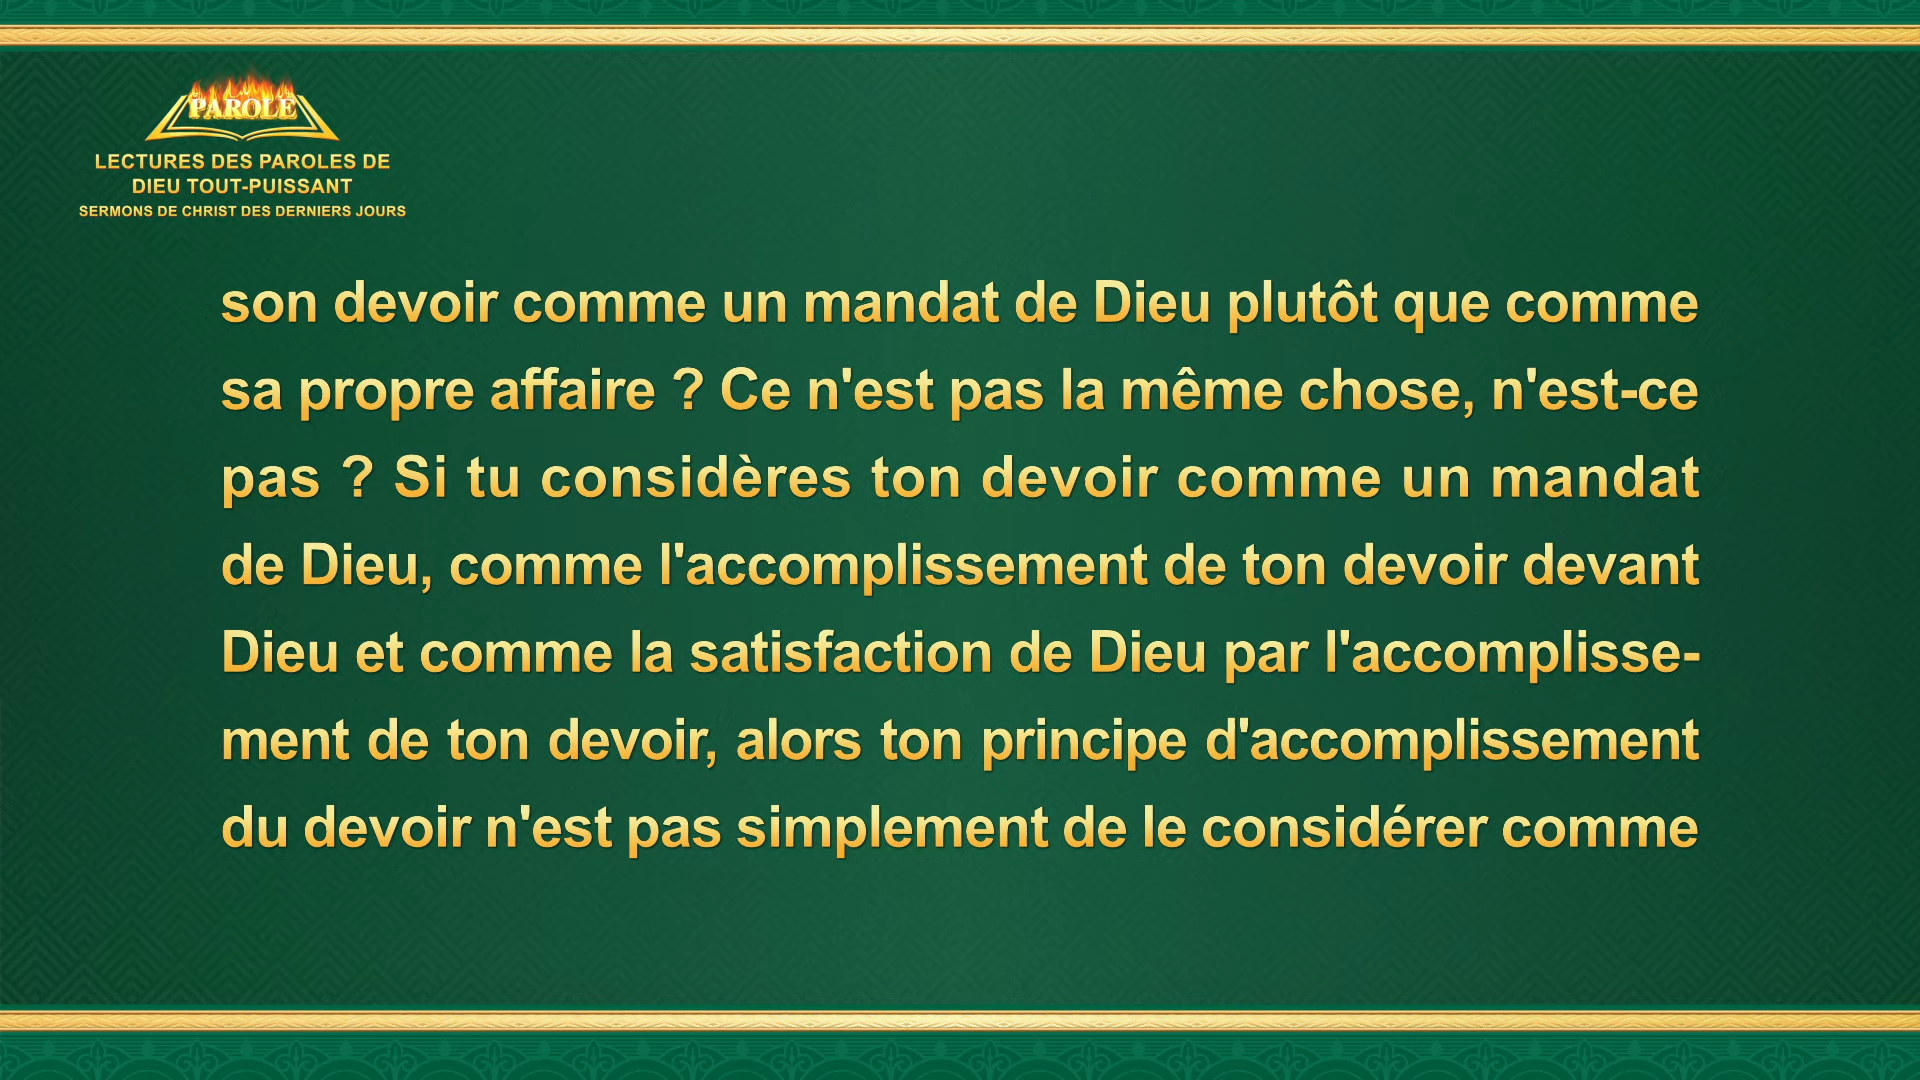 PAROLE
LECTURES DES PAROLES DE
DIEU TOUT-PUISSANT
SERMONS DE CHRIST DES DERNIERS JOURS
son devoir comme un mandat de Dieu plutôt que comme
sa propre affaire ? Ce n'est pas la même chose, n'est-ce
pas ? Si tu considères ton devoir comme un mandat
de Dieu, comme l'accomplissement de ton devoir devant
Dieu et comme la satisfaction de Dieu par l'accomplisse-
ment de ton devoir, alors ton principe d'accomplissement
du devoir n'est pas simplement de le considérer comme